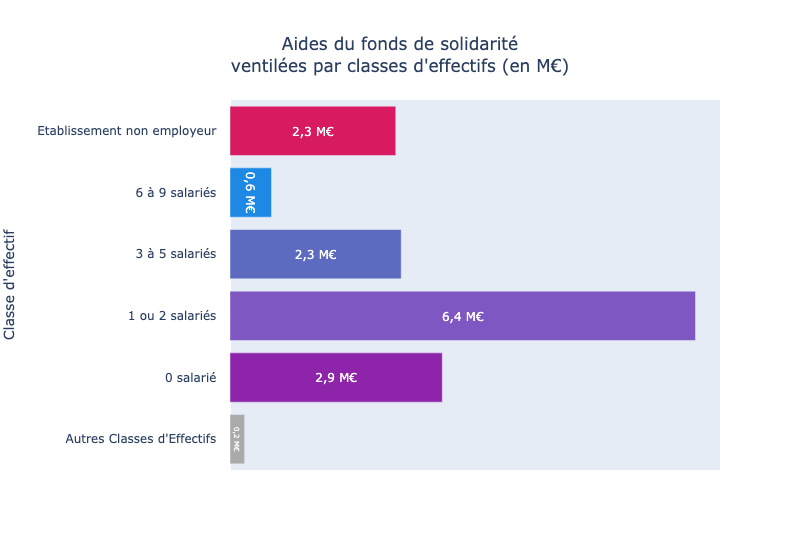 Aides du fonds de solidarité
ventilées par classes d'effectifs (en M€)
Classe d'effectif
Etablissement non employeur
2,3 M€
6 à 9 salariés
0,6 M€
3 à 5 salariés
2,3 M€
1 ou 2 salariés
6,4 M€
0 salarié
2,9 M€
Autres Classes d'Effectifs
0,2 M€